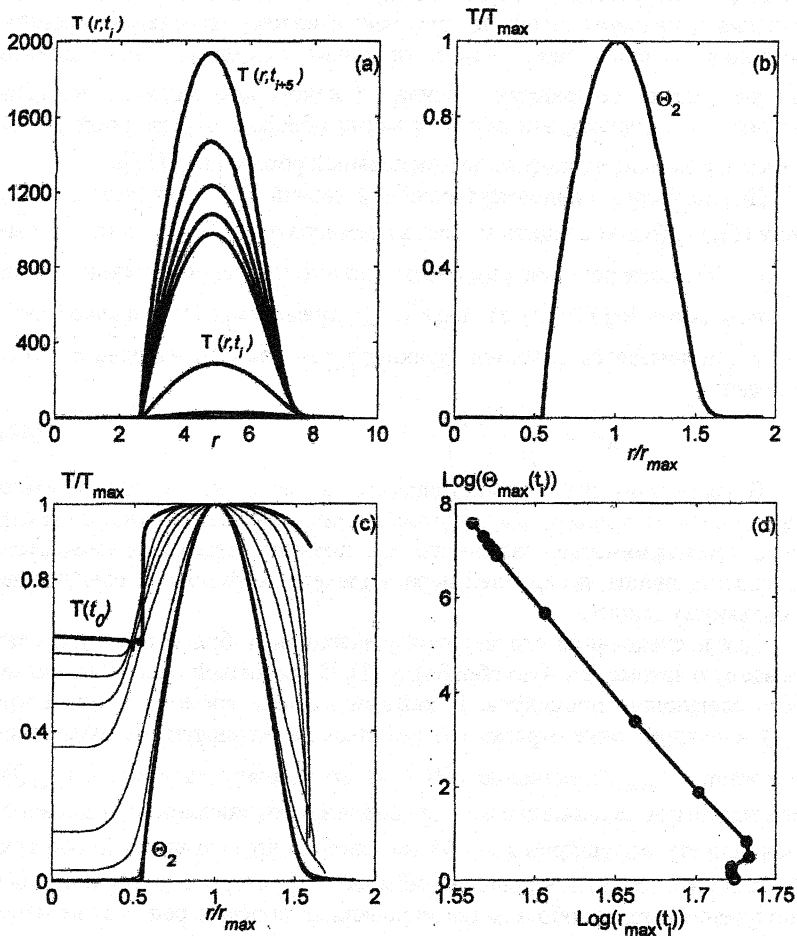 T(r,t_i)
(a)
2000
1600
1200
800
400
0
T(r,t_{i+5})
T(r,t_i)
0 2 4 6 8 10
r
T/T_max
(b)
1
0.8
0.4
0
Θ_2
0 0.5 1 1.5 2
r/r_max
T/T_max
(c)
1
0.8
0.4
0
T(t_0)
Θ_2
0 0.5 1 1.5 2
r/r_max
Log(Θ_max(t_i))
(d)
8
6
4
2
0
1.55 1.6 1.65 1.7 1.75
Log(r_max(t_i))